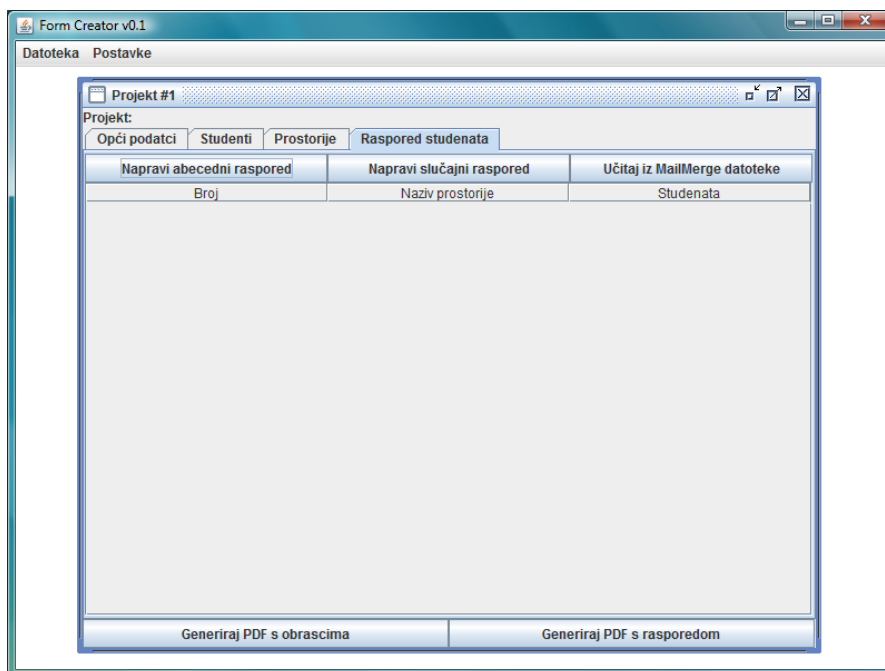 Form Creator v0.1
Datoteka Postavke
Projekt #1
Projekt:
Opći podatci Studenti Prostorije Raspored studenata
Napravi abecedni raspored Napravi slučajni raspored Učitaj iz MailMerge datoteke
Broj Naziv prostorije Studenata
Generiraj PDF s obrascima Generiraj PDF s rasporedom